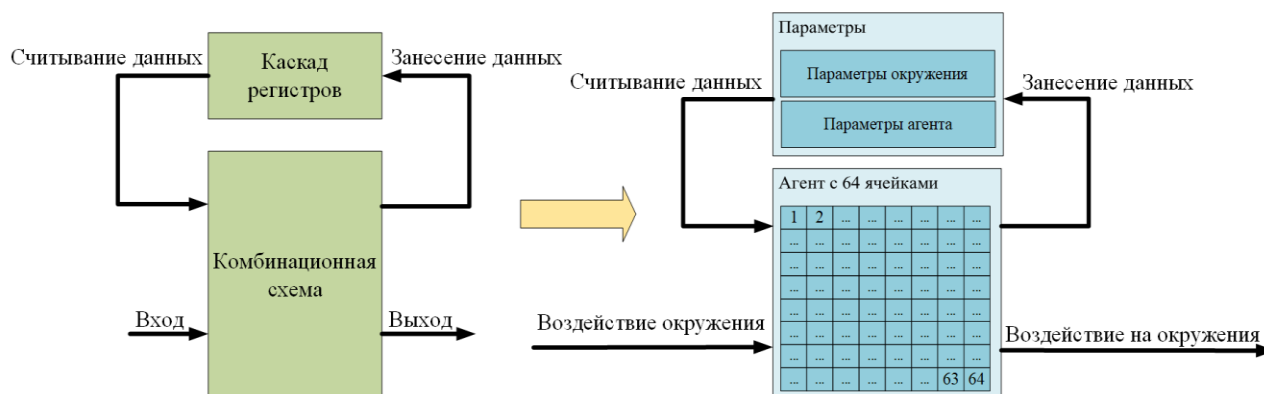 Считывание данных
Каскад
регистров
Занесение данных
Комбинационная
схема
Вход
Выход
Параметры
Параметры окружения
Параметры агента
Считывание данных
Занесение данных
Агент с 64 ячейками
1 2 ... ... ... ... ... ...
... ... ... ... ... ... ... ...
... ... ... ... ... ... ... ...
... ... ... ... ... ... ... ...
... ... ... ... ... ... ... ...
... ... ... ... ... ... ... ...
... ... ... ... ... ... ... ...
... ... ... ... ... ... 63 64
Воздействие окружения
Воздействие на окружения